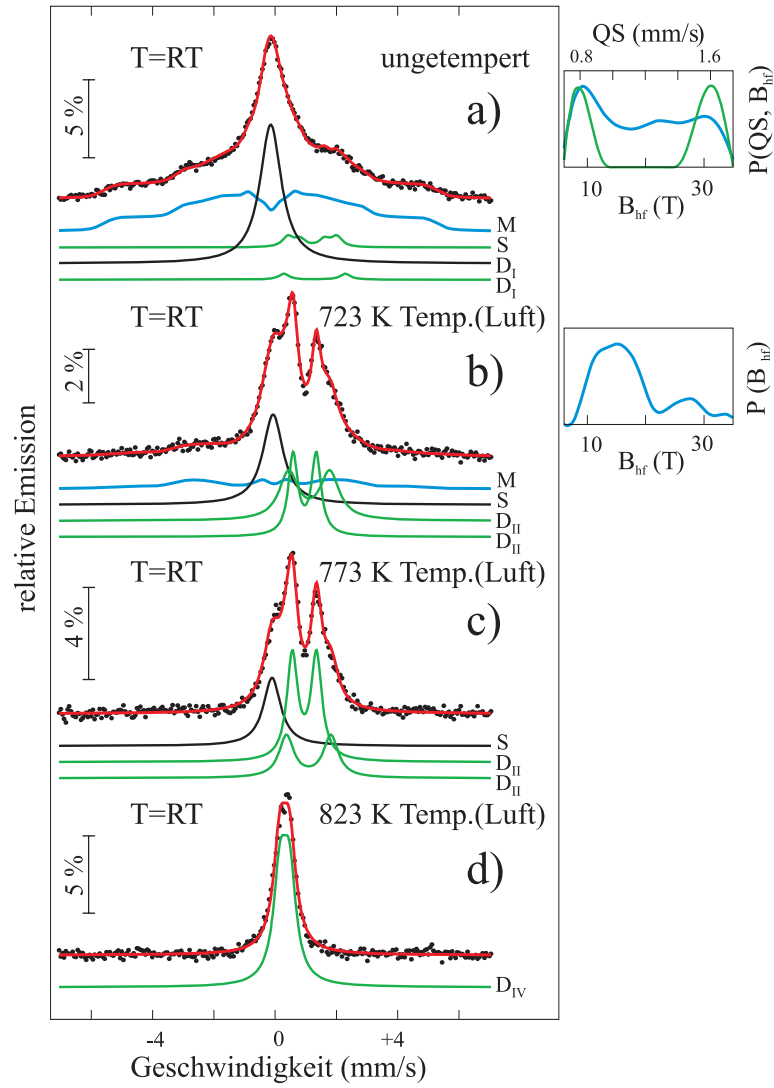 relative Emission
T=RT
ungetempert
a)
5 %
M
S
D_I
D_I
T=RT
723 K Temp.(Luft)
b)
2 %
M
S
D_II
D_II
T=RT
773 K Temp.(Luft)
c)
4 %
S
D_II
D_II
T=RT
823 K Temp.(Luft)
d)
5 %
D_IV
-4 0 +4
Geschwindigkeit (mm/s)
QS (mm/s)
0.8 1.6
P(QS, B_hf)
10 30
B_hf (T)
P (B_hf)
10 30
B_hf (T)